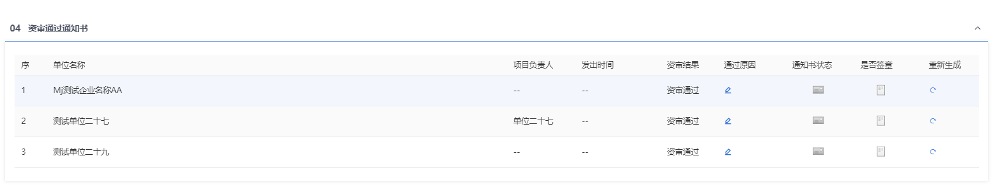 04 资审通过通知书
序 单位名称 项目负责人 发出时间 资审结果 通过原因 通知书状态 是否签章 重新生成
1 Mj测试企业名称AA -- -- 资审通过
2 测试单位二十七 单位二十七 -- 资审通过
3 测试单位二十九 -- -- 资审通过